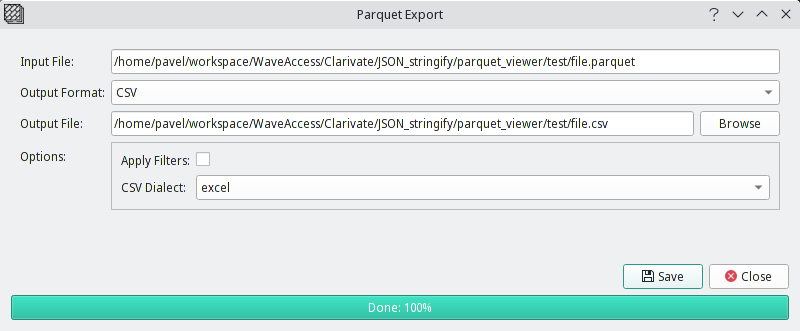 Parquet Export
Input File: /home/pavel/workspace/WaveAccess/Clarivate/JSON_stringify/parquet_viewer/test/file.parquet
Output Format: CSV
Output File: /home/pavel/workspace/WaveAccess/Clarivate/JSON_stringify/parquet_viewer/test/file.csv Browse
Options: Apply Filters:
CSV Dialect: excel
Save Close
Done: 100%